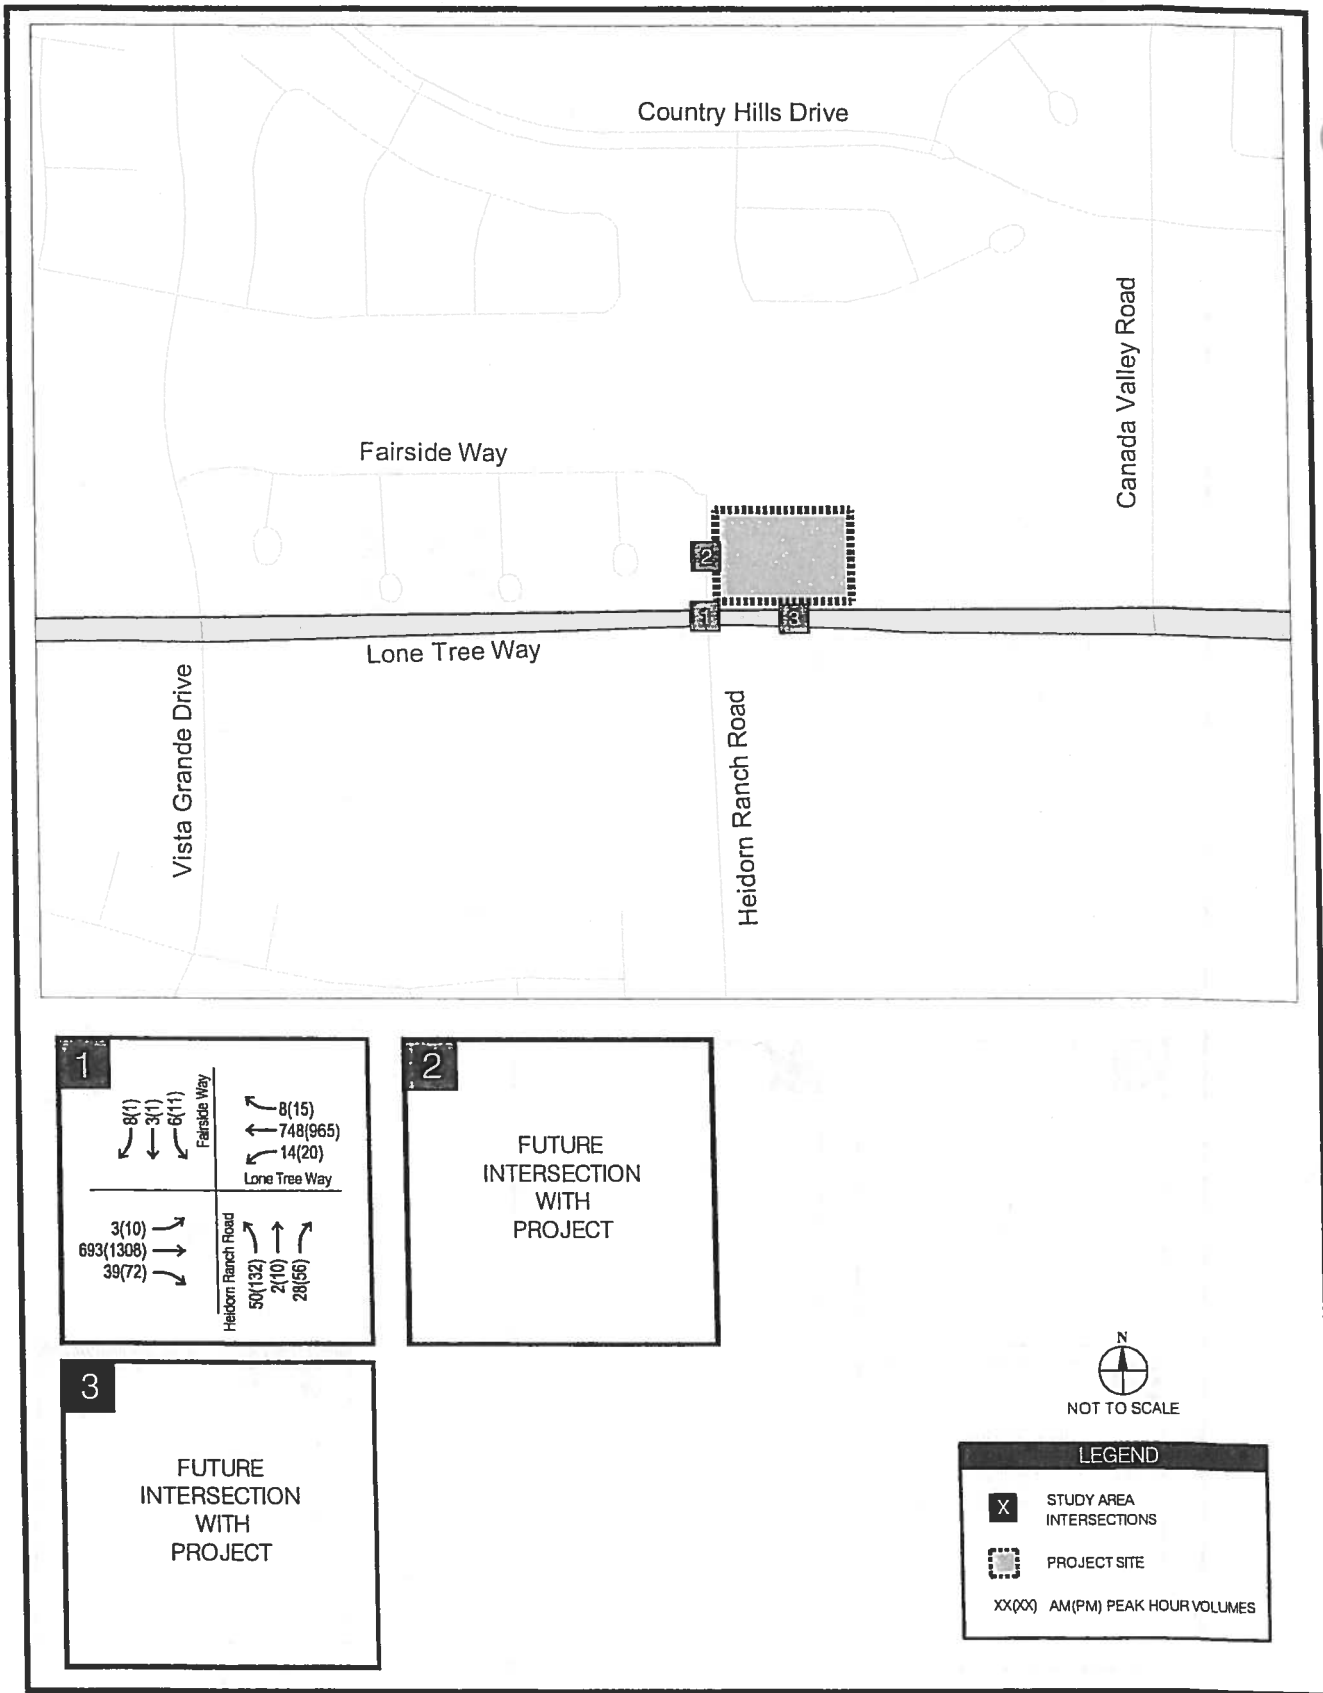 Country Hills Drive
Canada Valley Road
Fairside Way
2
1
3
Lone Tree Way
Vista Grande Drive
Heidorn Ranch Road
1
8(1)
3(1)
6(11)
Fairside Way
8(15)
748(965)
14(20)
Lone Tree Way
3(10)
693(1308)
39(72)
Heidorn Ranch Road
50(132)
2(10)
28(56)
2
FUTURE
INTERSECTION
WITH
PROJECT
3
FUTURE
INTERSECTION
WITH
PROJECT
N
NOT TO SCALE
LEGEND
X
STUDY AREA
INTERSECTIONS
PROJECT SITE
XX(XX) AM(PM) PEAK HOUR VOLUMES